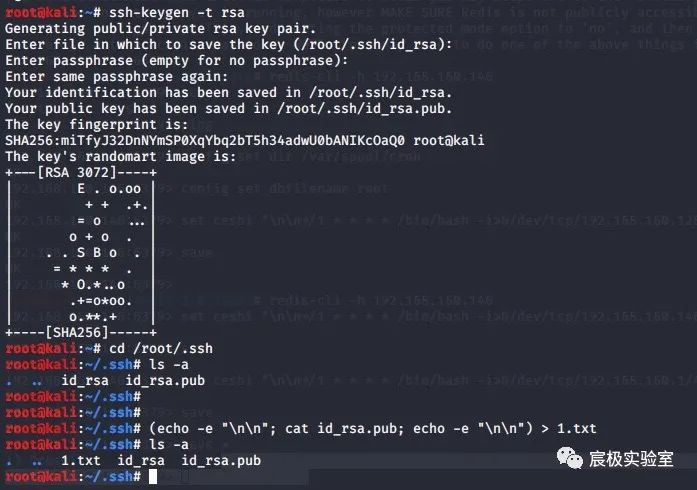 root@kali:~# ssh-keygen -t rsa
Generating public/private rsa key pair.
Enter file in which to save the key (/root/.ssh/id_rsa):
Enter passphrase (empty for no passphrase):
Enter same passphrase again:
Your identification has been saved in /root/.ssh/id_rsa.
Your public key has been saved in /root/.ssh/id_rsa.pub.
The key fingerprint is:
SHA256:miTfyJ32DnNYmSP0XqYbq2bT5h34adwU0bANIKcOaQ0 root@kali
The key's randomart image is:
+---[RSA 3072]----+
|        E . o.oo |
|         + + .+.|
|        = o   ...|
|       o + o  . |
|    . . S B o  . |
|     = * * *  . |
|      * O.*..o |
|       .+=o*oo. |
|       o.**.+ |
+----[SHA256]-----+
root@kali:~# cd /root/.ssh
root@kali:~/.ssh# ls -a
. .. id_rsa id_rsa.pub
root@kali:~/.ssh#
root@kali:~/.ssh# (echo -e "\n\n"; cat id_rsa.pub; echo -e "\n\n") > 1.txt
root@kali:~/.ssh# ls -a
. .. 1.txt id_rsa id_rsa.pub
root@kali:~/.ssh#
宸极实验室